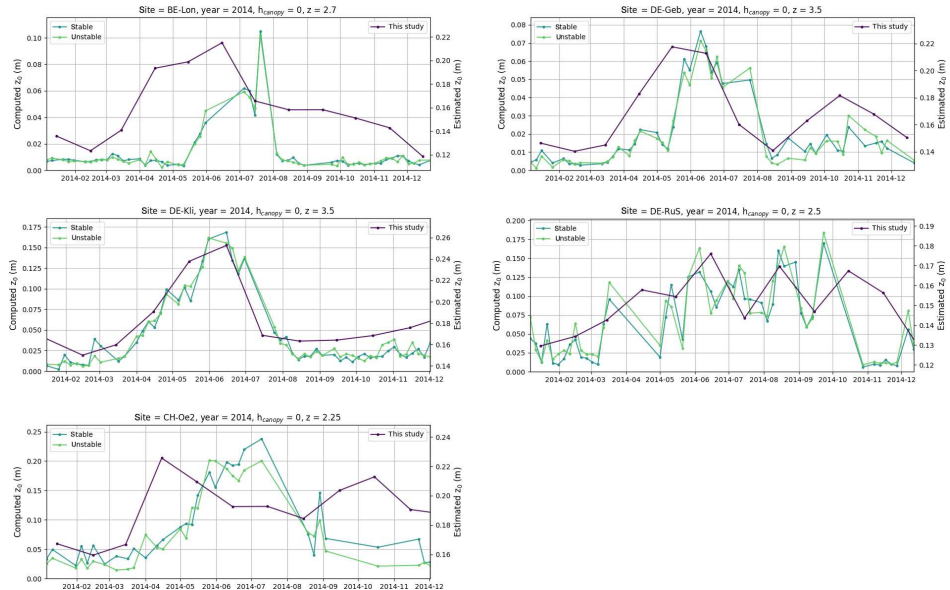 Site = BE-Lon, year = 2014, h_canopy = 0, z = 2.7
Stable
Unstable
This study
Computed z_0 (m)
Estimated z_0 (m)
0.10
0.08
0.06
0.04
0.02
0.00
0.22
0.20
0.18
0.16
0.14
0.12
2014-02 2014-03 2014-04 2014-05 2014-06 2014-07 2014-08 2014-09 2014-10 2014-11 2014-12
Site = DE-Geb, year = 2014, h_canopy = 0, z = 3.5
Stable
Unstable
This study
Computed z_0 (m)
Estimated z_0 (m)
0.08
0.07
0.06
0.05
0.04
0.03
0.02
0.01
0.00
0.22
0.20
0.18
0.16
0.14
2014-02 2014-03 2014-04 2014-05 2014-06 2014-07 2014-08 2014-09 2014-10 2014-11 2014-12
Site = DE-Kli, year = 2014, h_canopy = 0, z = 3.5
Stable
Unstable
This study
Computed z_0 (m)
Estimated z_0 (m)
0.175
0.150
0.125
0.100
0.075
0.050
0.025
0.000
0.26
0.24
0.22
0.20
0.18
0.16
0.14
2014-02 2014-03 2014-04 2014-05 2014-06 2014-07 2014-08 2014-09 2014-10 2014-11 2014-12
Site = DE-RuS, year = 2014, h_canopy = 0, z = 2.5
Stable
Unstable
This study
Computed z_0 (m)
Estimated z_0 (m)
0.200
0.175
0.150
0.125
0.100
0.075
0.050
0.025
0.000
0.19
0.18
0.17
0.16
0.15
0.14
0.13
0.12
2014-02 2014-03 2014-04 2014-05 2014-06 2014-07 2014-08 2014-09 2014-10 2014-11 2014-12
Site = CH-Oe2, year = 2014, h_canopy = 0, z = 2.25
Stable
Unstable
This study
Computed z_0 (m)
Estimated z_0 (m)
0.25
0.20
0.15
0.10
0.05
0.00
0.24
0.22
0.20
0.18
0.16
2014-02 2014-03 2014-04 2014-05 2014-06 2014-07 2014-08 2014-09 2014-10 2014-11 2014-12